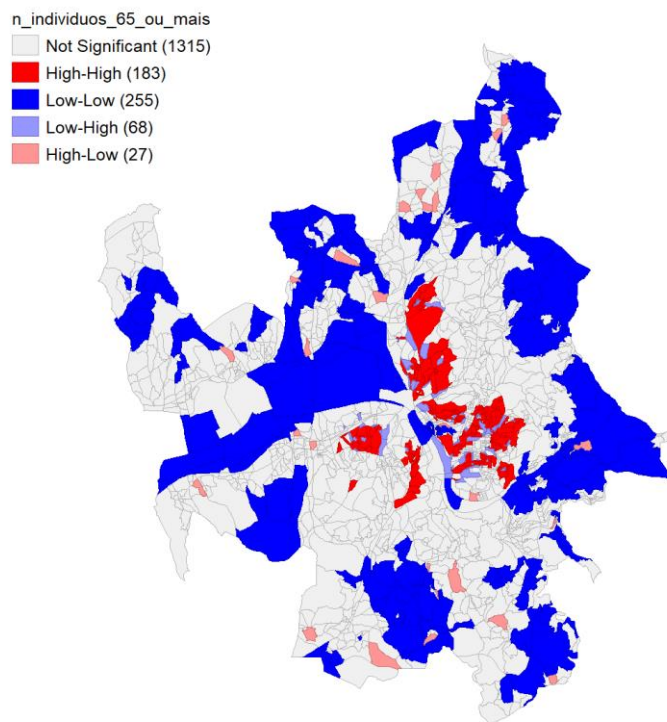 n_individuos_65_ou_mais
Not Significant (1315)
High-High (183)
Low-Low (255)
Low-High (68)
High-Low (27)